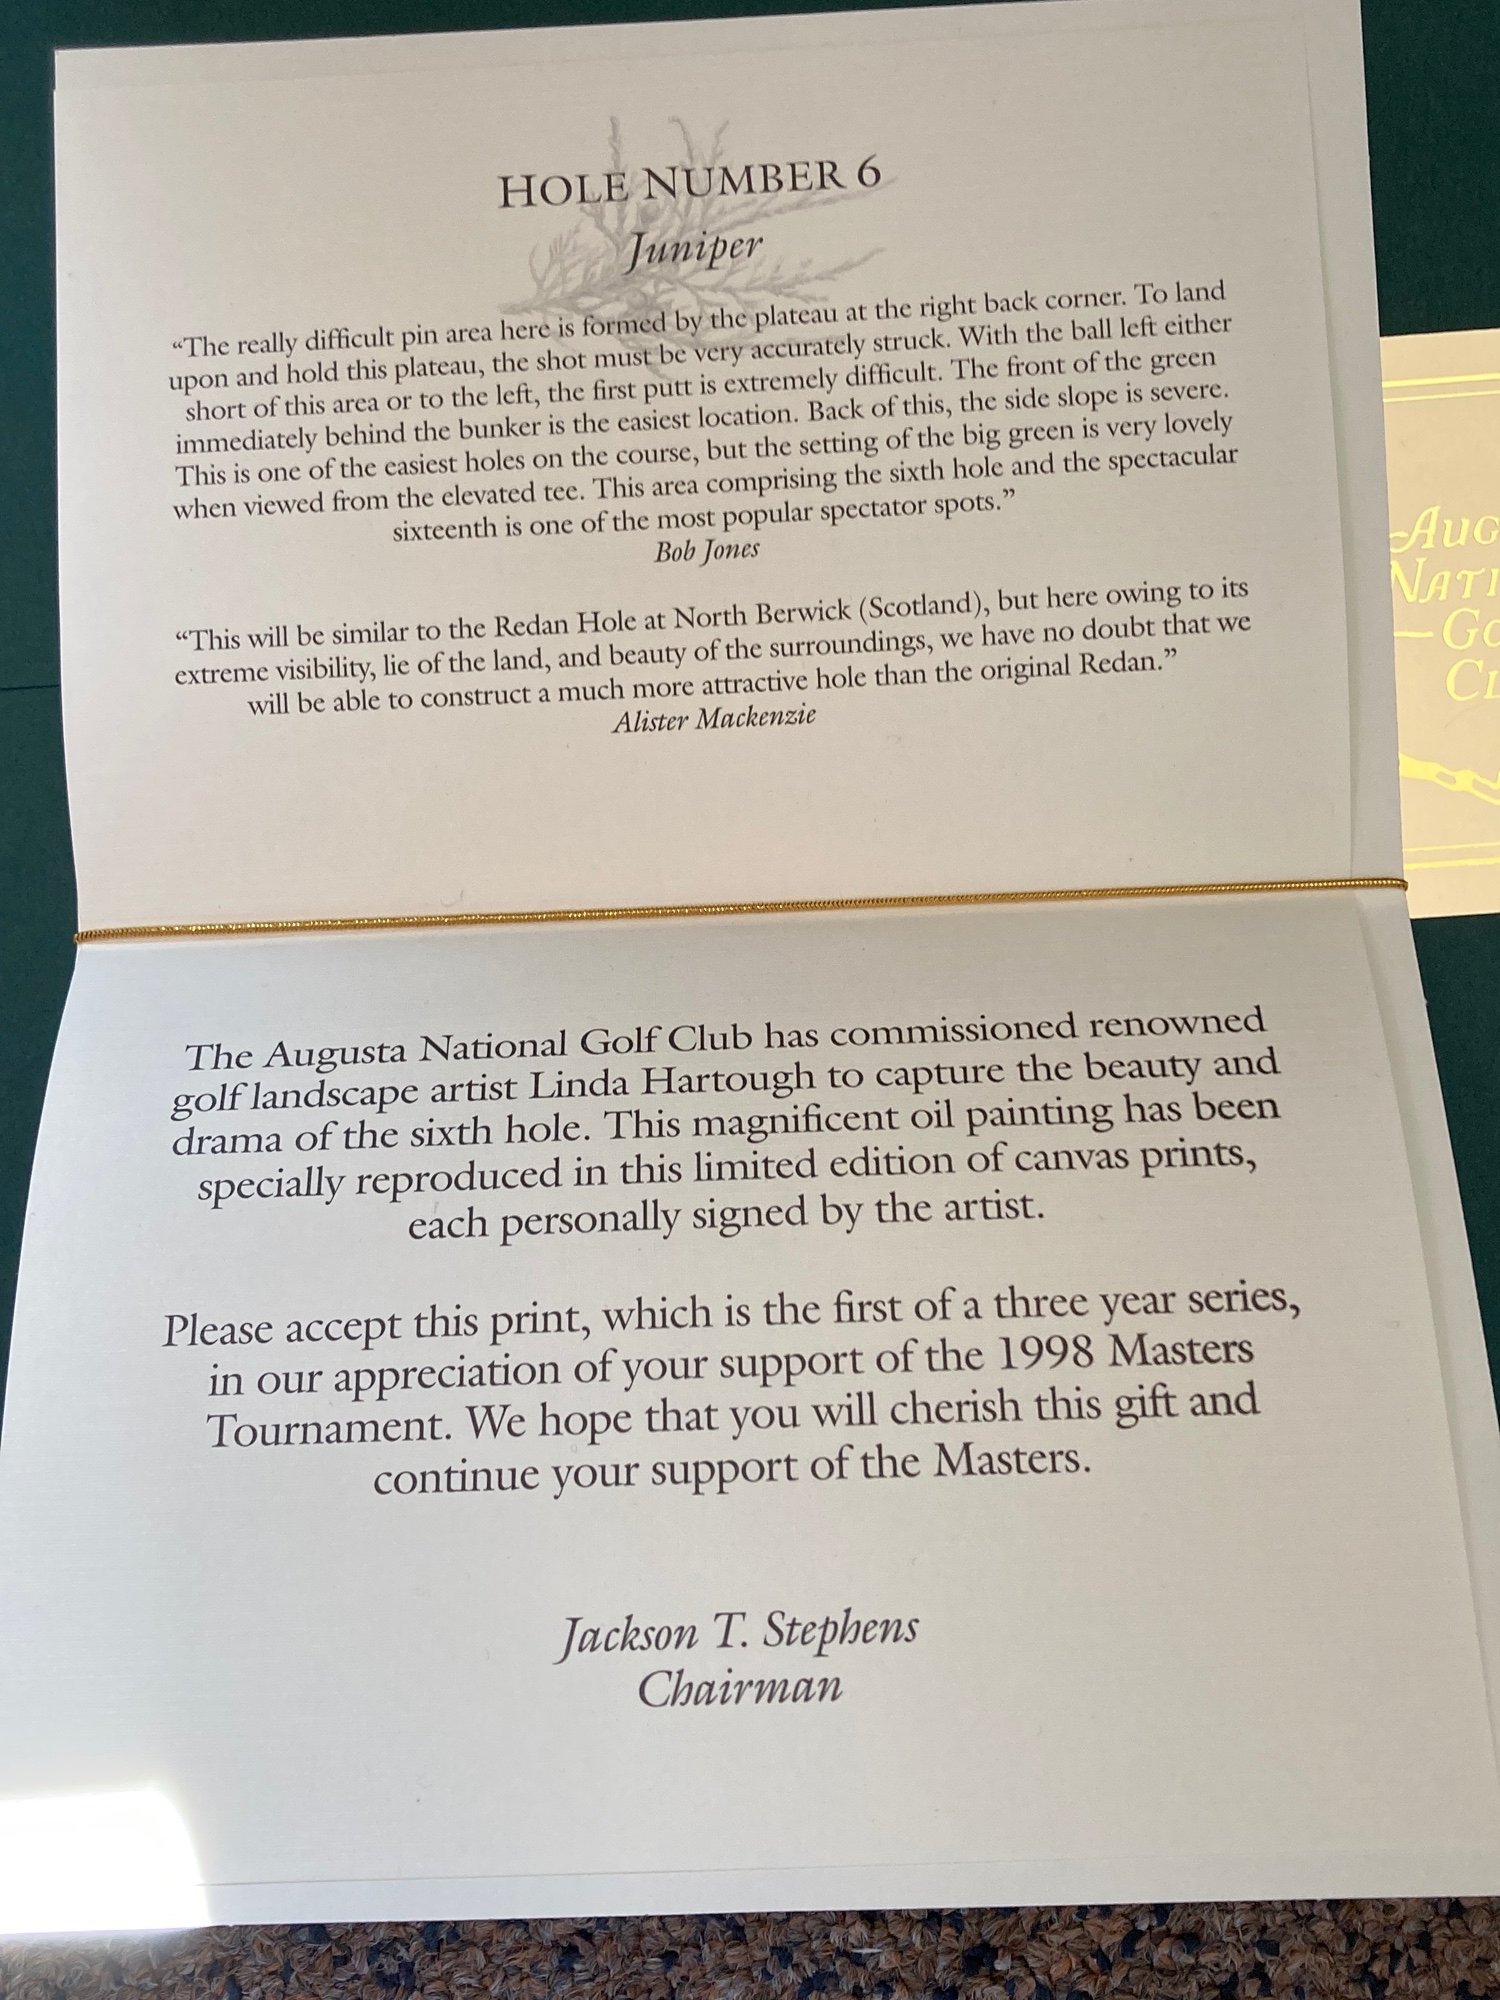 HOLE NUMBER 6
Juniper
“The really difficult pin area here is formed by the plateau at the right back corner. To land
upon and hold this plateau, the shot must be very accurately struck. With the ball left either
short of this area or to the left, the first putt is extremely difficult. The front of the green
immediately behind the bunker is the easiest location. Back of this, the side slope is severe.
This is one of the easiest holes on the course, but the setting of the big green is very lovely
when viewed from the elevated tee. This area comprising the sixth hole and the spectacular
sixteenth is one of the most popular spectator spots.”
Bob Jones
“This will be similar to the Redan Hole at North Berwick (Scotland), but here owing to its
extreme visibility, lie of the land, and beauty of the surroundings, we have no doubt that we
will be able to construct a much more attractive hole than the original Redan.”
Alister Mackenzie
The Augusta National Golf Club has commissioned renowned
golf landscape artist Linda Hartough to capture the beauty and
drama of the sixth hole. This magnificent oil painting has been
specially reproduced in this limited edition of canvas prints,
each personally signed by the artist.
Please accept this print, which is the first of a three year series,
in our appreciation of your support of the 1998 Masters
Tournament. We hope that you will cherish this gift and
continue your support of the Masters.
Jackson T. Stephens
Chairman